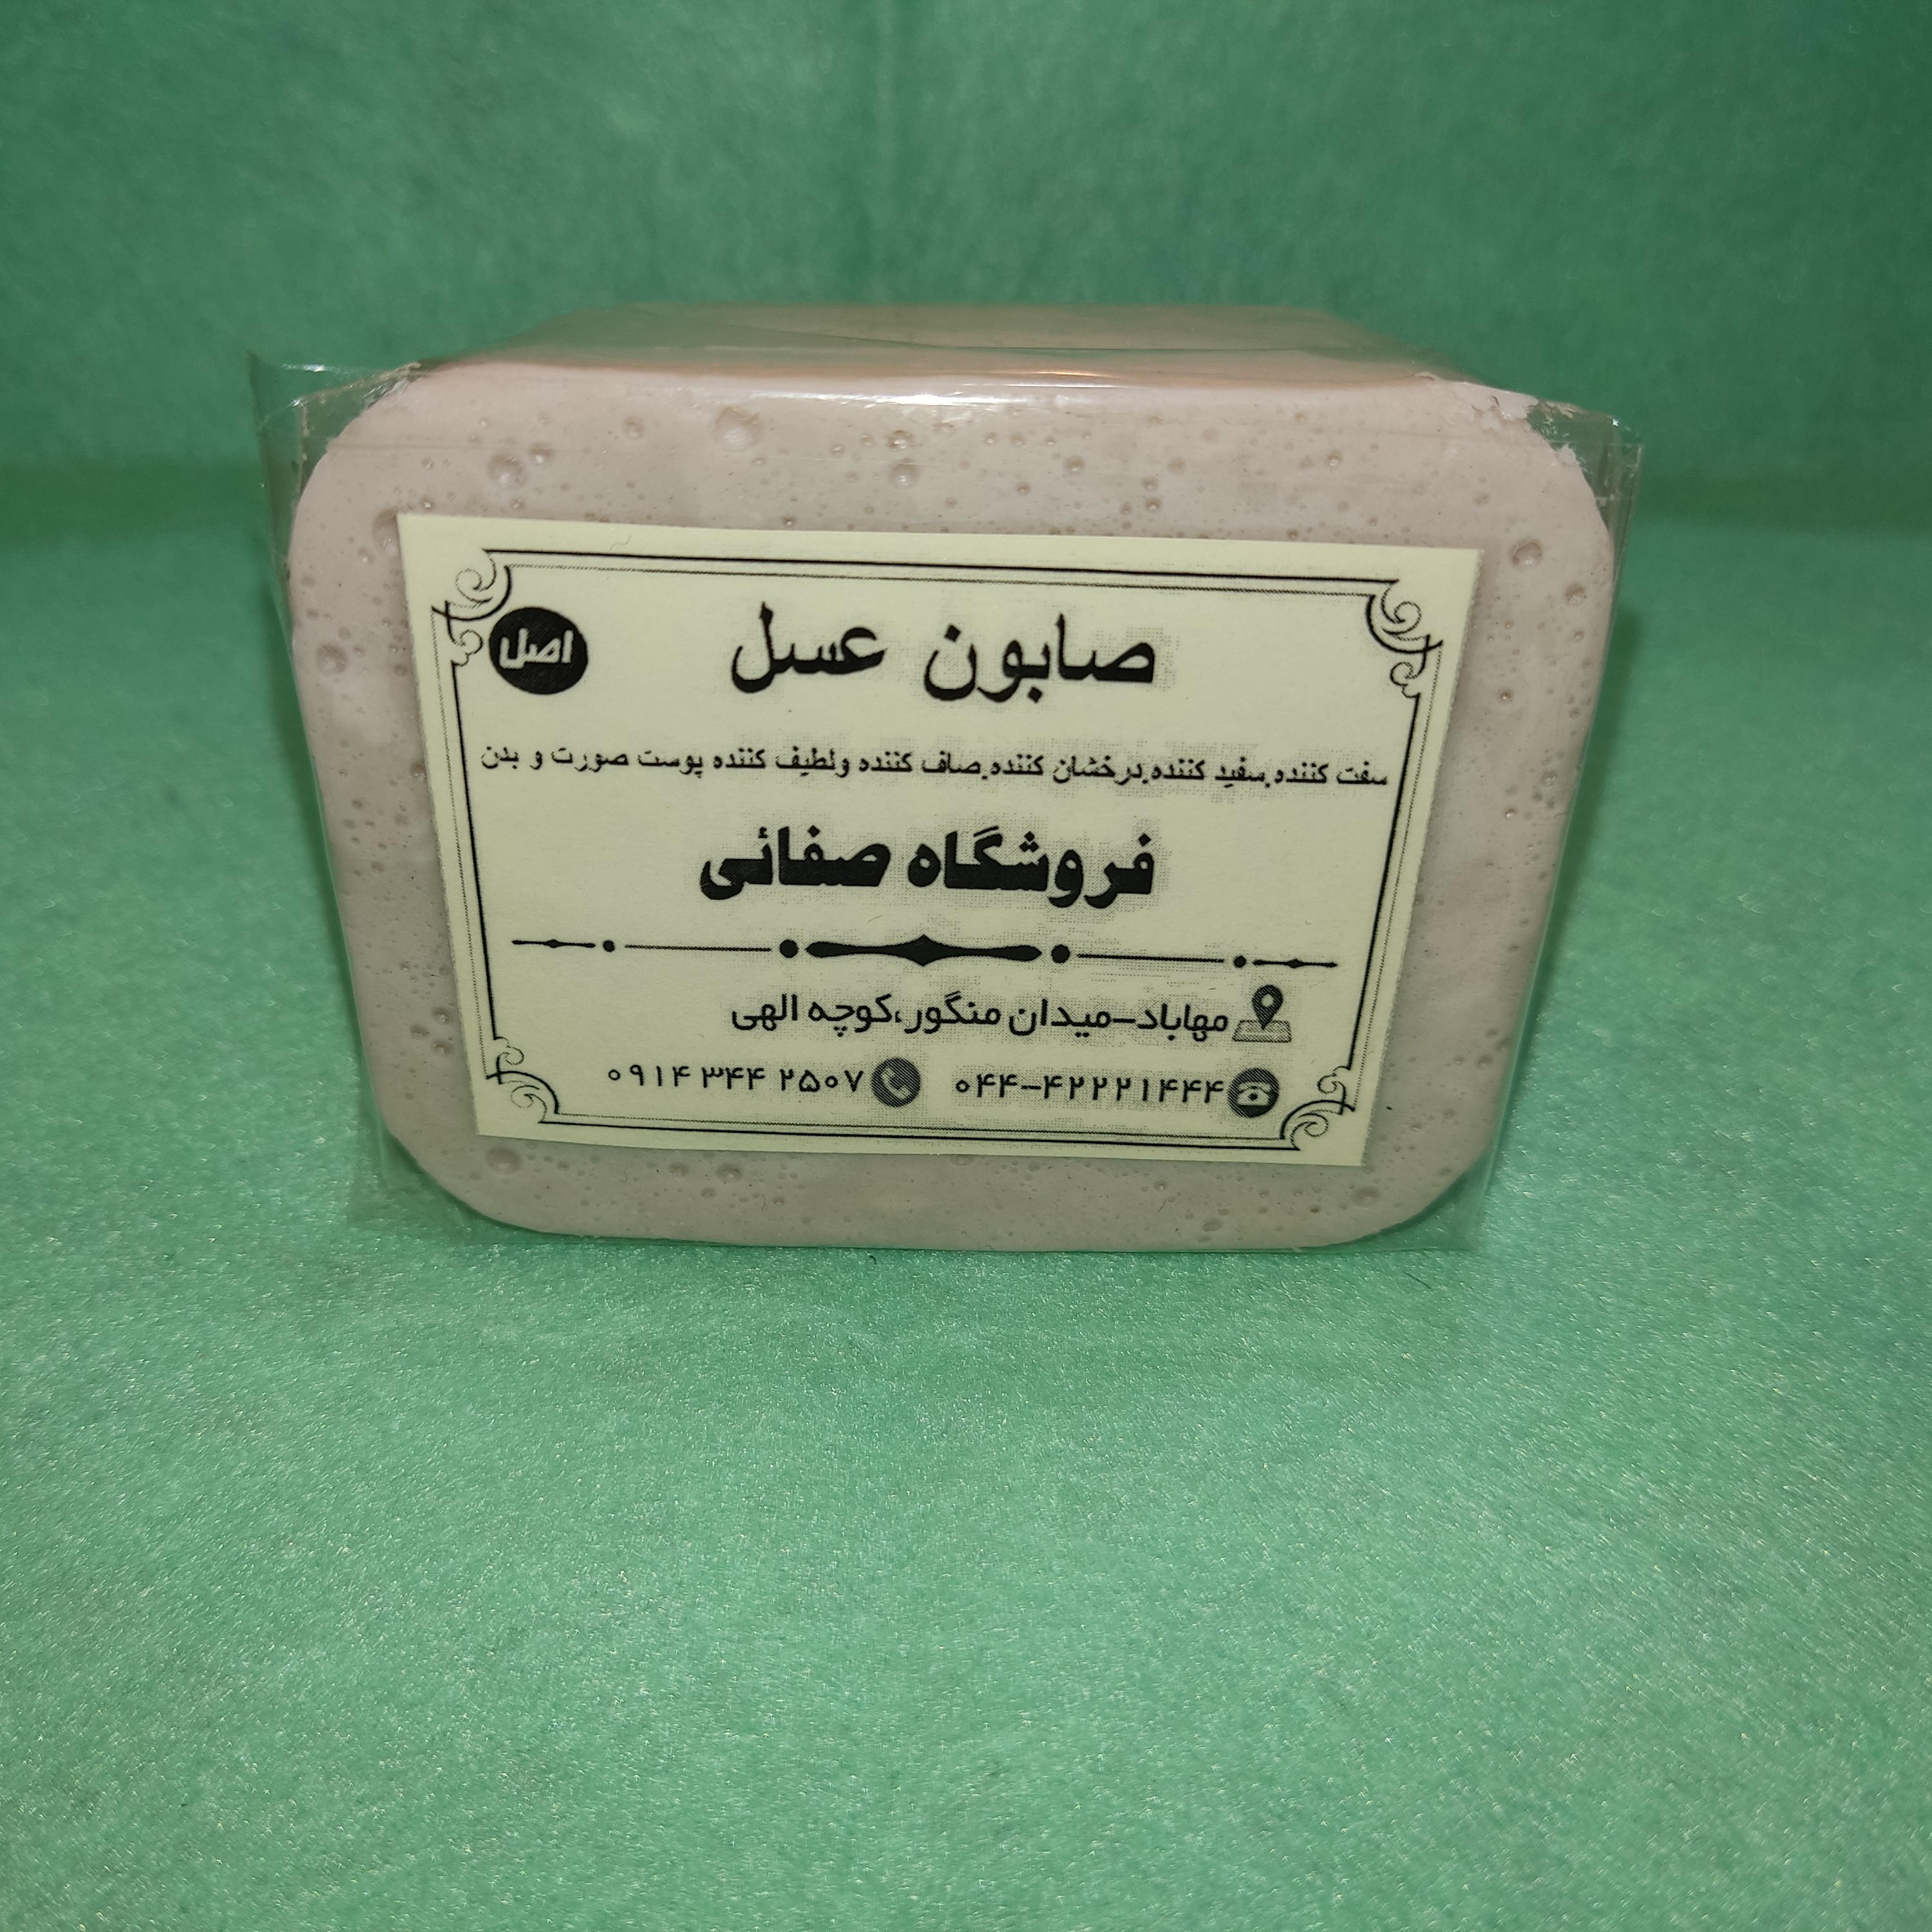 صابون عسل
اصل
سفت کننده.سفید کننده.درخشان کننده.صاف کننده ولطیف کننده پوست صورت و بدن
فروشگاه صفائی
مهاباد-میدان منگور،کوچه الهی
۰۴۴-۴۲۲۲۱۴۴۴
۰۹۱۴ ۳۴۴ ۲۵۰۷